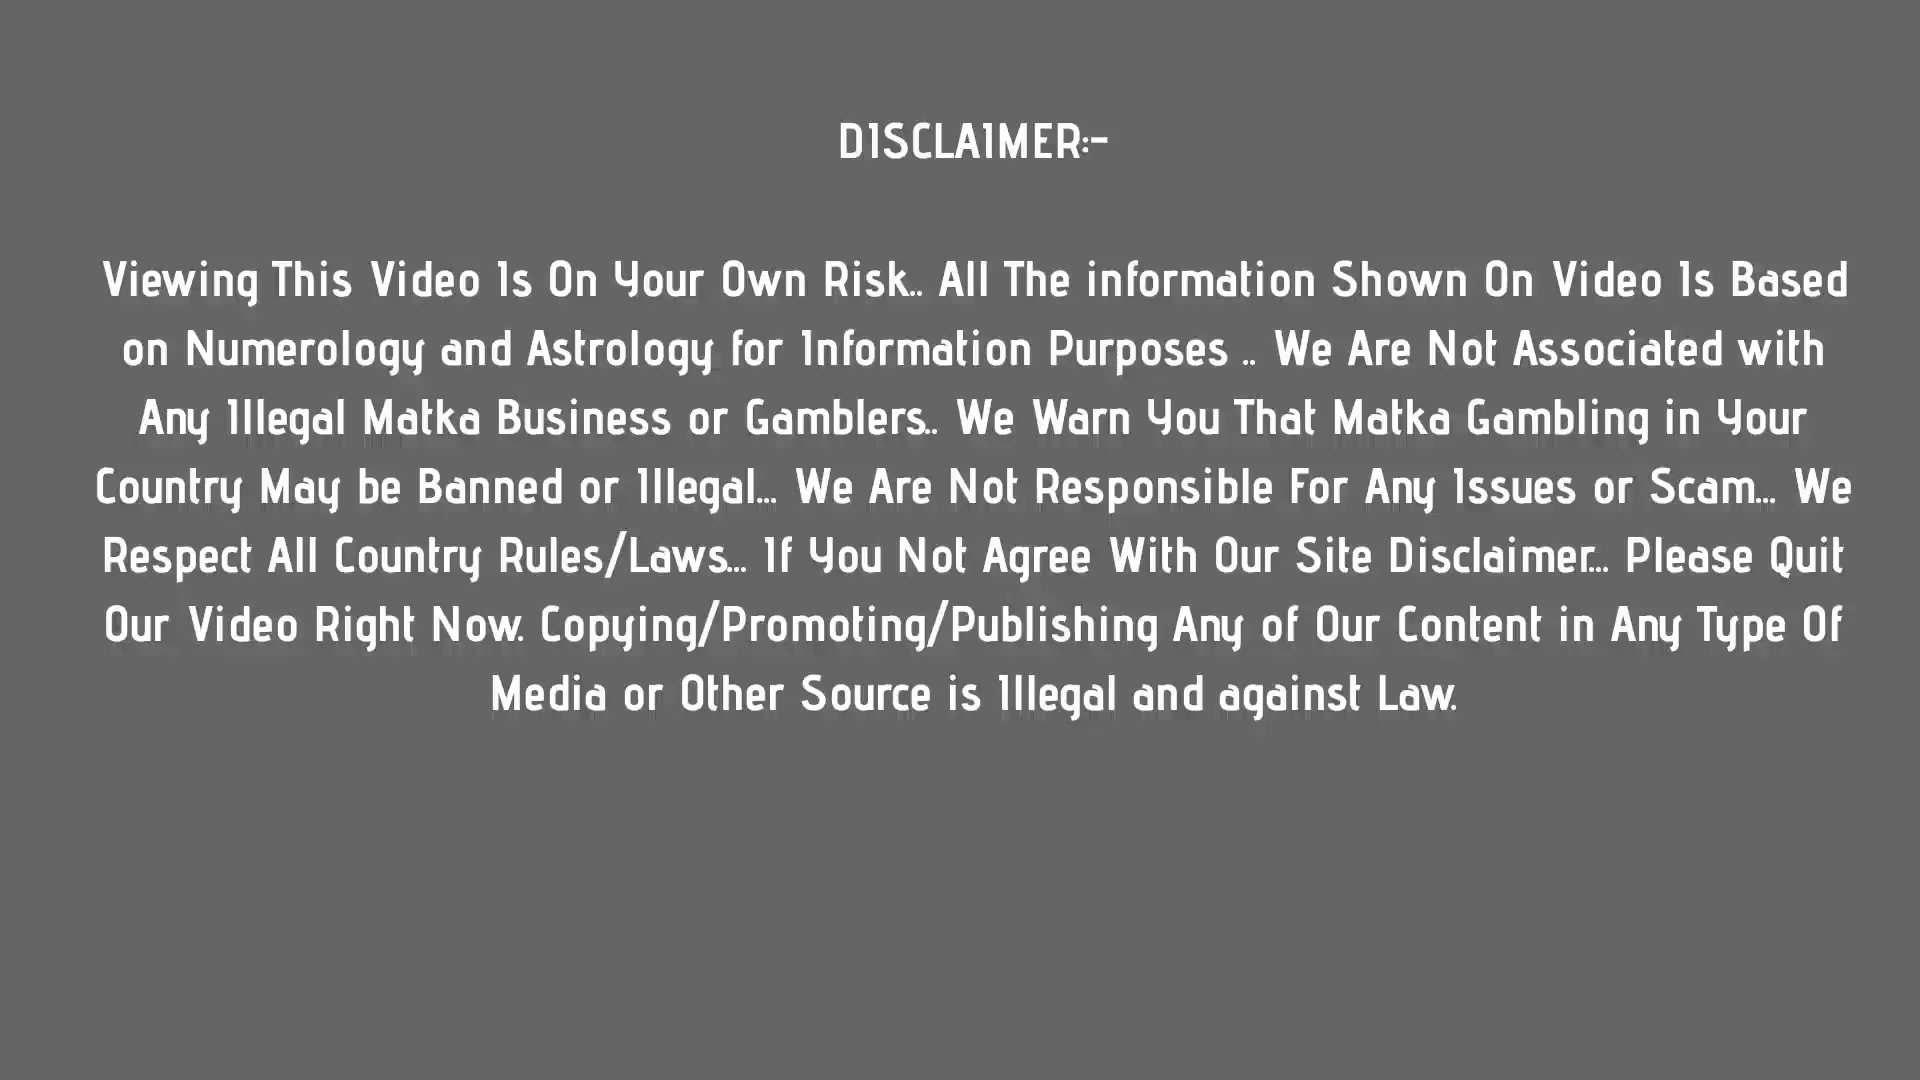 DISCLAIMER:-
Viewing This Video Is On Your Own Risk.. All The information Shown On Video Is Based
on Numerology and Astrology for Information Purposes .. We Are Not Associated with
Any Illegal Matka Business or Gamblers.. We Warn You That Matka Gambling in Your
Country May be Banned or Illegal... We Are Not Responsible For Any Issues or Scam... We
Respect All Country Rules/Laws... If You Not Agree With Our Site Disclaimer... Please Quit
Our Video Right Now. Copying/Promoting/Publishing Any of Our Content in Any Type Of
Media or Other Source is Illegal and against Law.